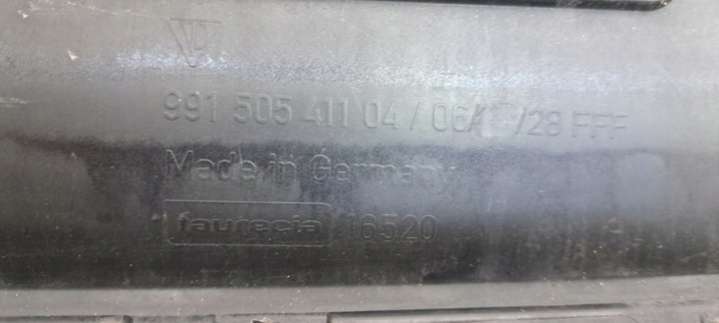 991 505 411 04 / 06/ /28 FFF
Made in Germany
faurecia 16520